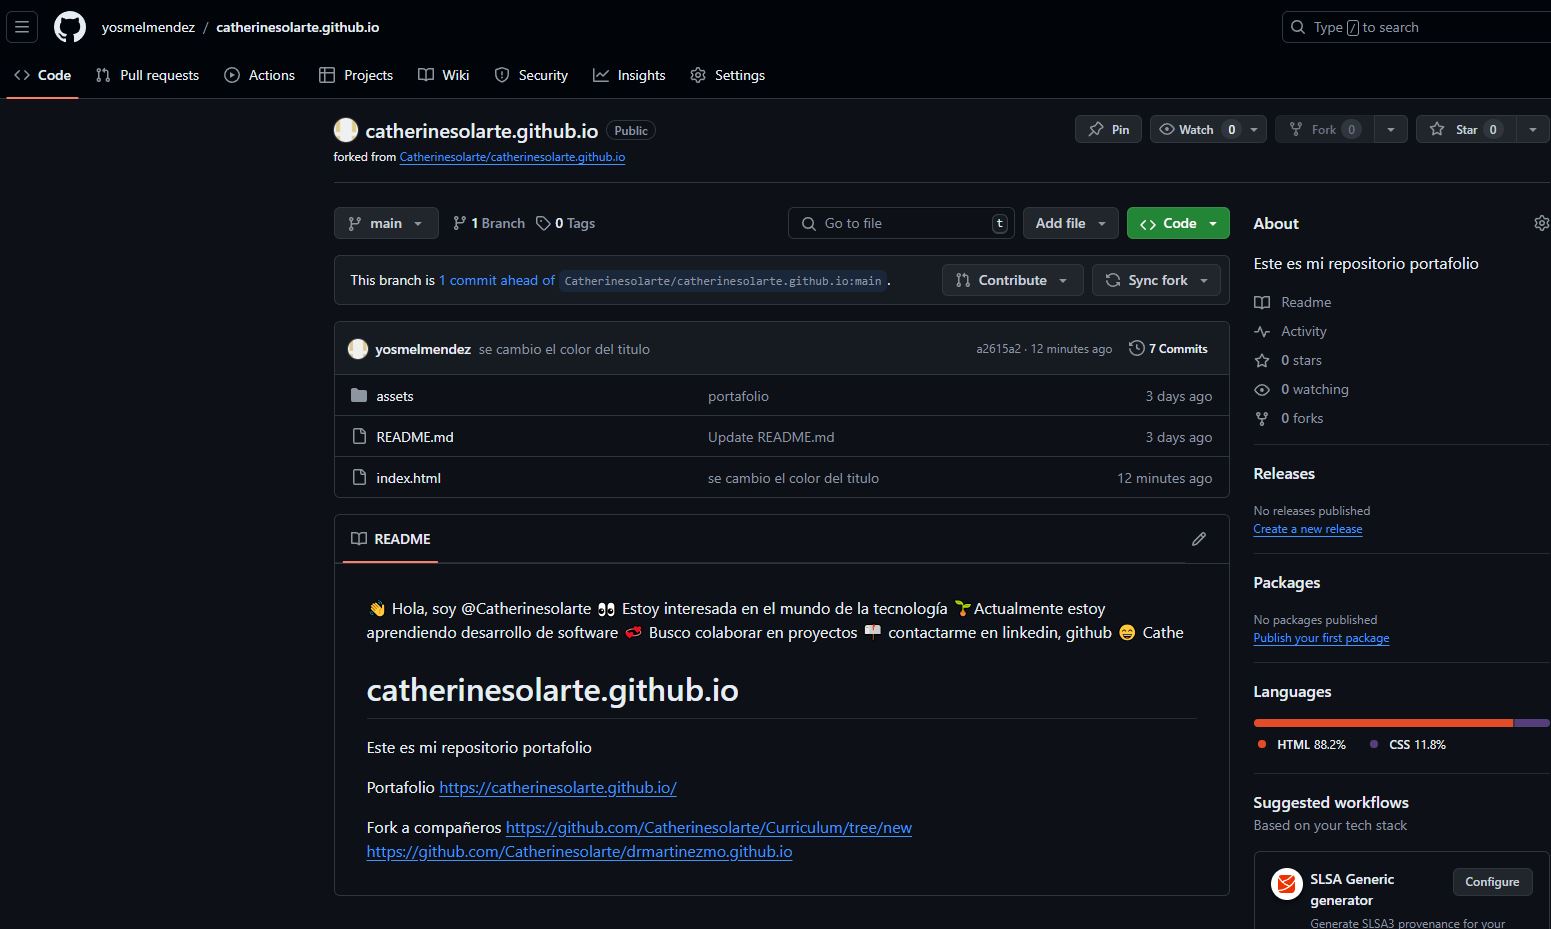 yosmelmendez / catherinesolarte.github.io
Type / to search
Code Pull requests Actions Projects Wiki Security Insights Settings
catherinesolarte.github.io Public
Pin Watch 0 Fork 0 Star 0
forked from Catherinesolarte/catherinesolarte.github.io
main 1 Branch 0 Tags
Go to file t Add file Code
This branch is 1 commit ahead of Catherinesolarte/catherinesolarte.github.io:main .
Contribute Sync fork
yosmelmendez se cambio el color del titulo a2615a2 · 12 minutes ago 7 Commits
assets portafolio 3 days ago
README.md Update README.md 3 days ago
index.html se cambio el color del titulo 12 minutes ago
README
👋 Hola, soy @Catherinesolarte 👀 Estoy interesada en el mundo de la tecnología 🌱 Actualmente estoy
aprendiendo desarrollo de software 💞️ Busco colaborar en proyectos 📫 contactarme en linkedin, github 😄 Cathe
catherinesolarte.github.io
Este es mi repositorio portafolio
Portafolio https://catherinesolarte.github.io/
Fork a compañeros https://github.com/Catherinesolarte/Curriculum/tree/new
https://github.com/Catherinesolarte/drmartinezmo.github.io
About
Este es mi repositorio portafolio
Readme
Activity
0 stars
0 watching
0 forks
Releases
No releases published
Create a new release
Packages
No packages published
Publish your first package
Languages
HTML 88.2% CSS 11.8%
Suggested workflows
Based on your tech stack
SLSA Generic
generator
Configure
Generate SLSA3 provenance for your